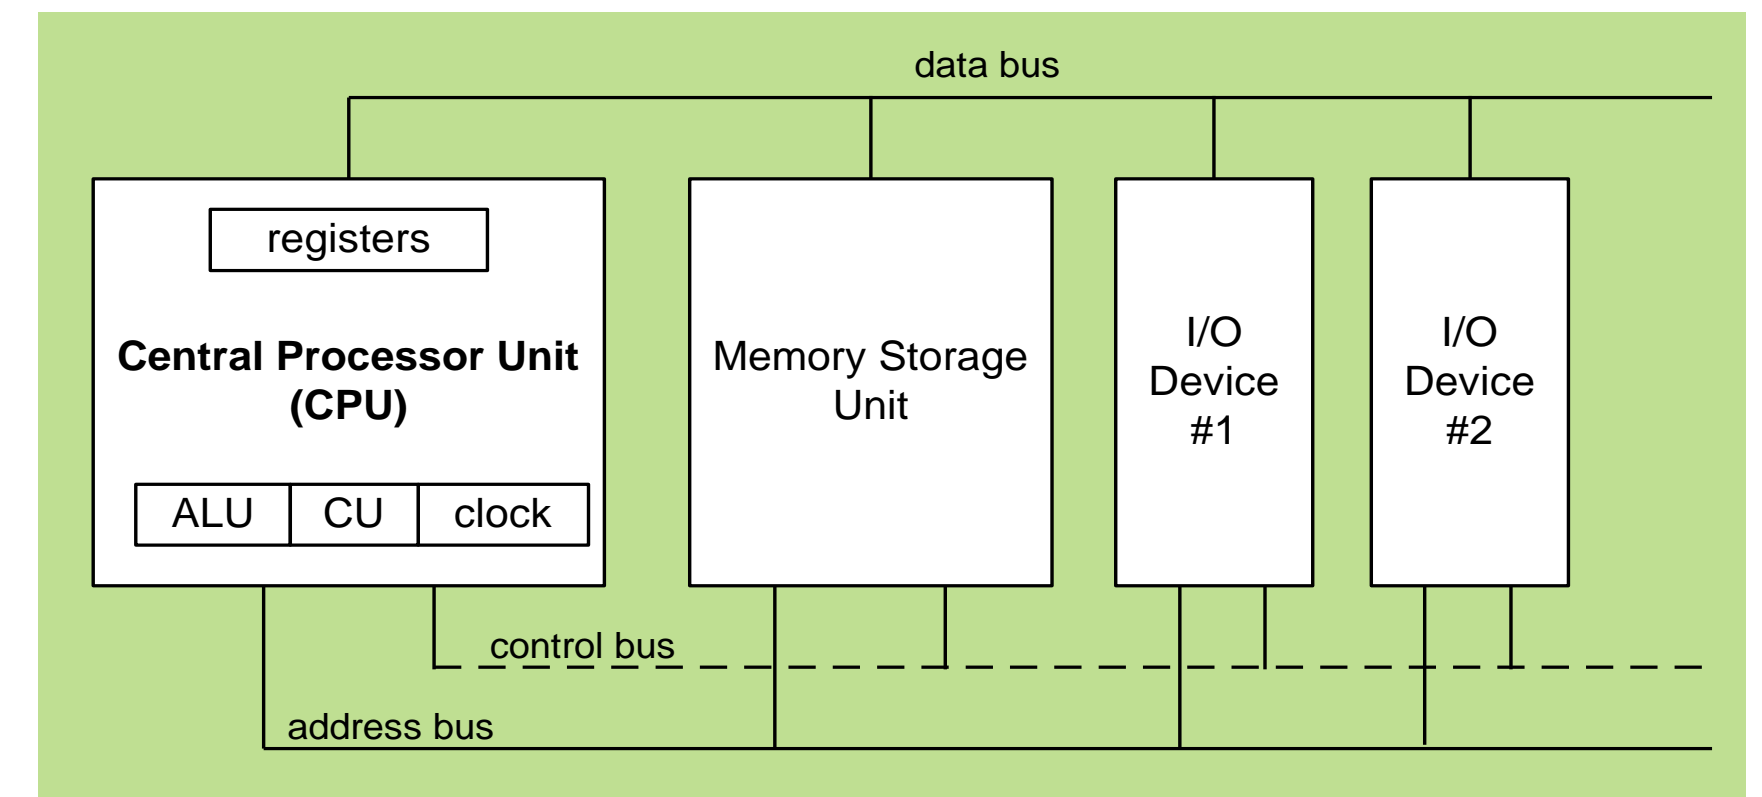 data bus
registers
Central Processor Unit
(CPU)
ALU CU clock
Memory Storage
Unit
I/O
Device
#1
I/O
Device
#2
control bus
address bus